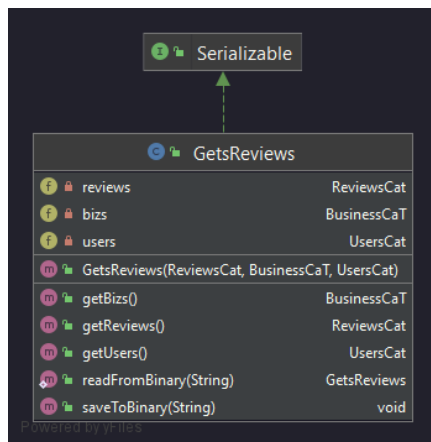 Serializable
GetsReviews
reviews ReviewsCat
bizs BusinessCaT
users UsersCat
GetsReviews(ReviewsCat, BusinessCaT, UsersCat)
getBizs() BusinessCaT
getReviews() ReviewsCat
getUsers() UsersCat
readFromBinary(String) GetsReviews
saveToBinary(String) void
Powered by yFiles